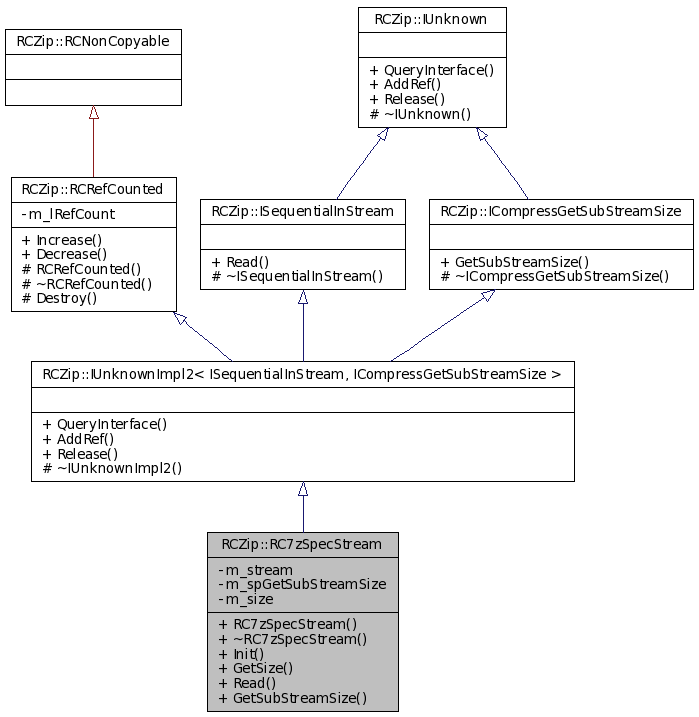 RCZip::IUnknown
+ QueryInterface()
+ AddRef()
+ Release()
# ~IUnknown()
RCZip::RCNonCopyable
RCZip::RCRefCounted
- m_lRefCount
+ Increase()
+ Decrease()
# RCRefCounted()
# ~RCRefCounted()
# Destroy()
RCZip::ISequentialInStream
+ Read()
# ~ISequentialInStream()
RCZip::ICompressGetSubStreamSize
+ GetSubStreamSize()
# ~ICompressGetSubStreamSize()
RCZip::IUnknownImpl2< ISequentialInStream, ICompressGetSubStreamSize >
+ QueryInterface()
+ AddRef()
+ Release()
# ~IUnknownImpl2()
RCZip::RC7zSpecStream
- m_stream
- m_spGetSubStreamSize
- m_size
+ RC7zSpecStream()
+ ~RC7zSpecStream()
+ Init()
+ GetSize()
+ Read()
+ GetSubStreamSize()